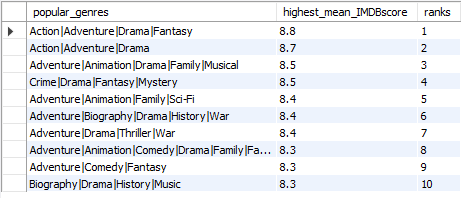 popular_genres highest_mean_IMDBscore ranks
Action|Adventure|Drama|Fantasy 8.8 1
Action|Adventure|Drama 8.7 2
Adventure|Animation|Drama|Family|Musical 8.5 3
Crime|Drama|Fantasy|Mystery 8.5 4
Adventure|Animation|Family|Sci-Fi 8.4 5
Adventure|Biography|Drama|History|War 8.4 6
Adventure|Drama|Thriller|War 8.4 7
Adventure|Animation|Comedy|Drama|Family|Fa... 8.3 8
Adventure|Comedy|Fantasy 8.3 9
Biography|Drama|History|Music 8.3 10